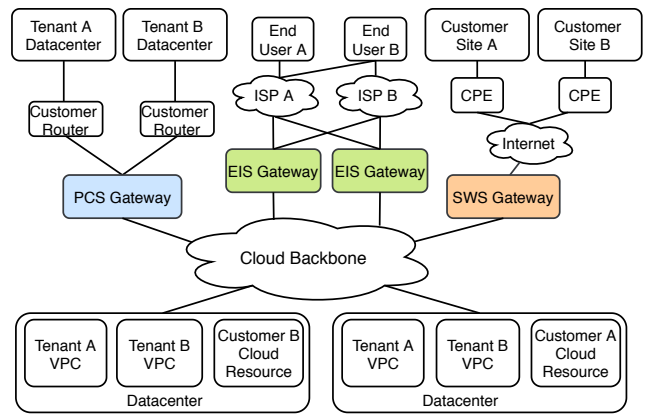 Tenant A
Datacenter
Tenant B
Datacenter
End
User A
End
User B
Customer
Site A
Customer
Site B
ISP A
ISP B
CPE
CPE
Customer
Router
Customer
Router
Internet
PCS Gateway
EIS Gateway
EIS Gateway
SWS Gateway
Cloud Backbone
Tenant A
VPC
Tenant B
VPC
Customer B
Cloud
Resource
Datacenter
Tenant A
VPC
Tenant B
VPC
Customer A
Cloud
Resource
Datacenter